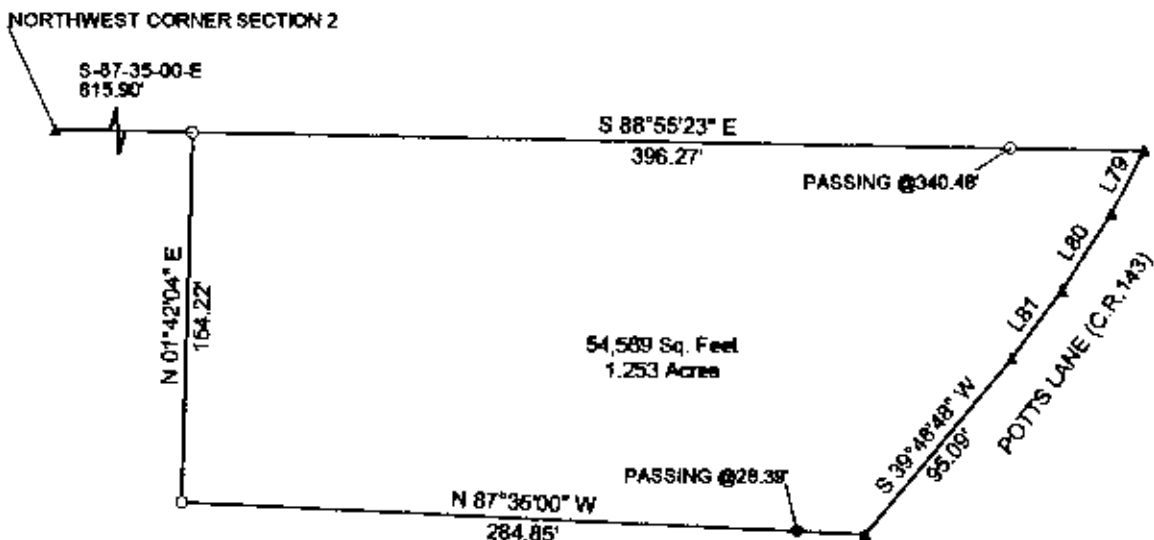 NORTHWEST CORNER SECTION 2
S-87-35-00-E
615.90'
S 88°55'23" E
396.27'
PASSING @340.48'
L79
L80
L81
POTTS LANE (C.R.143)
N 01°42'04" E
154.22'
54,569 Sq. Feet
1.253 Acres
S 39°46'48" W
95.09'
PASSING @28.39'
N 87°35'00" W
284.85'